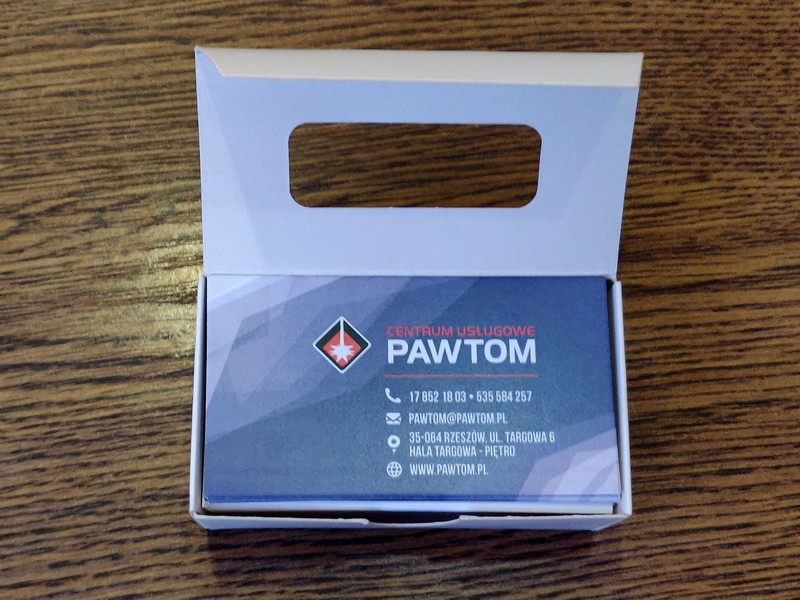 CENTRUM USŁUGOWE
PAWTOM
17 852 18 03 • 535 584 257
PAWTOM@PAWTOM.PL
35-064 RZESZÓW, UL. TARGOWA 6
HALA TARGOWA - PIĘTRO
WWW.PAWTOM.PL